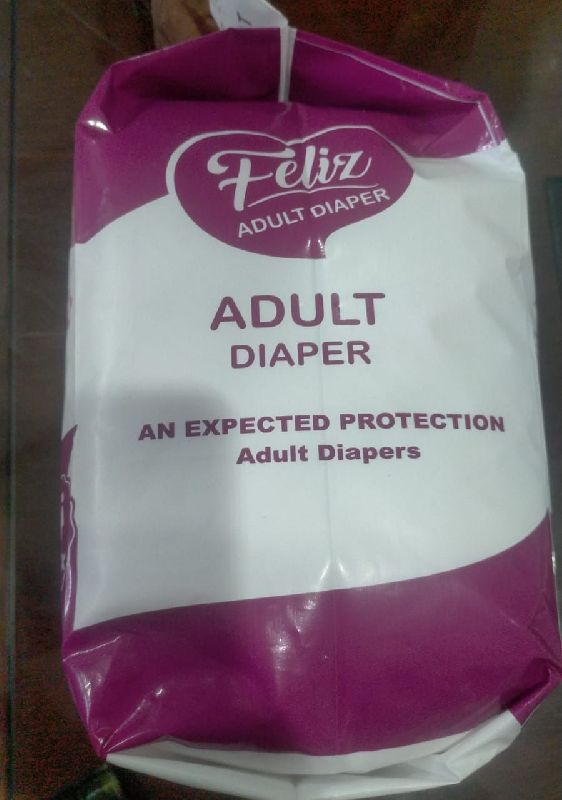 Feliz
ADULT DIAPER
ADULT
DIAPER
AN EXPECTED PROTECTION
Adult Diapers